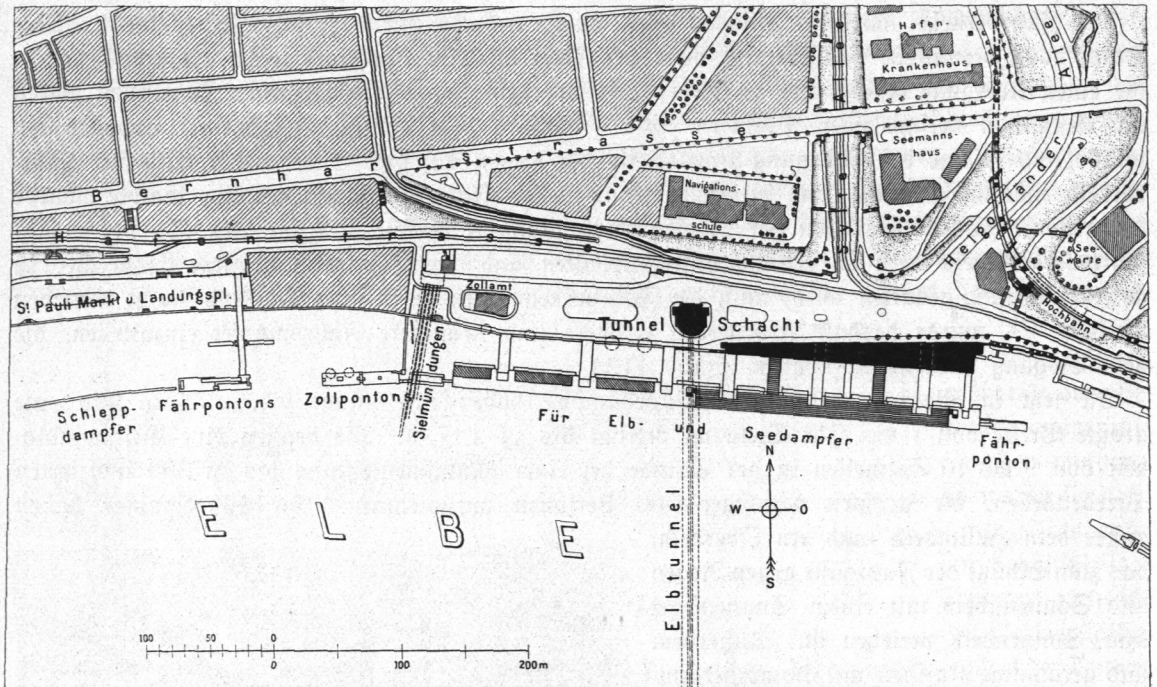 Hafen-
Krankenhaus
Seemanns-
haus
Bernhardstrasse
Navigations-
schule
Helgoländer Allee
See-
warte
Hochbahn
Hafenstrasse
St Pauli Markt u. Landungspl.
Zollamt
Tunnel Schacht
Sielmündungen
Schlepp-
dampfer
Fährpontons
Zollpontons
Für Elb- und Seedampfer
Fähr-
ponton
N
W O
S
ELBE
Elbtunnel
100 50 0 100 200 m